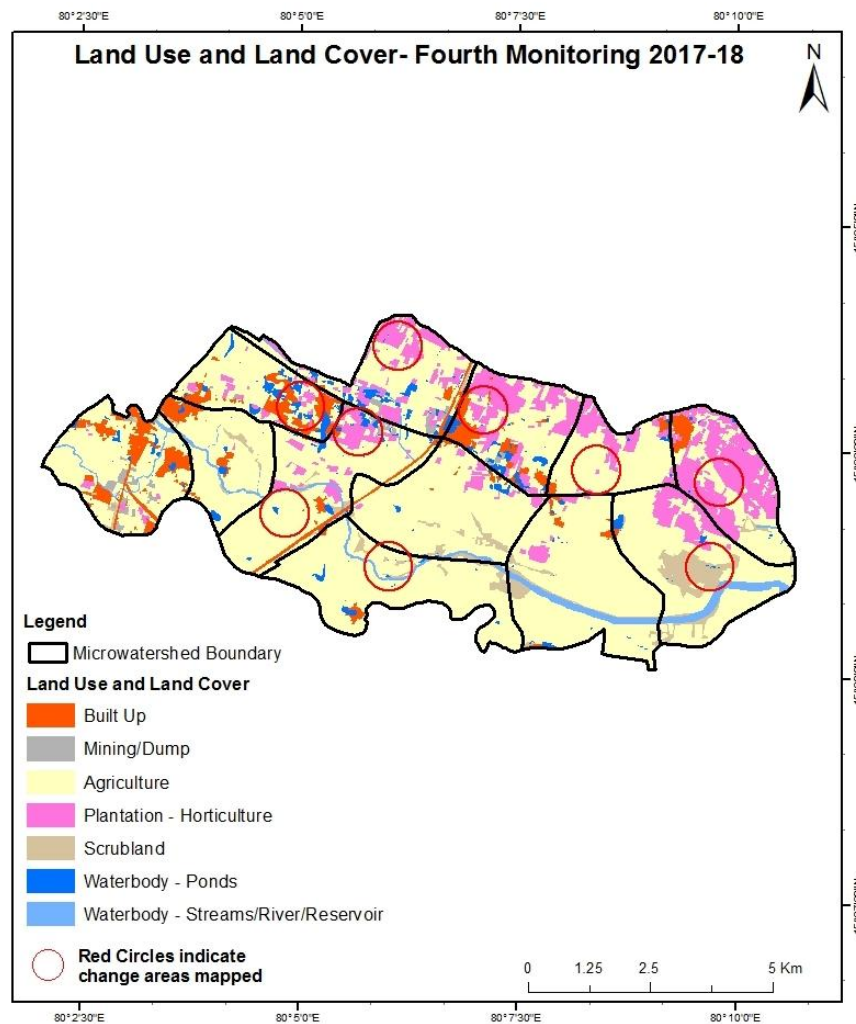 80°2'30"E 80°5'0"E 80°7'30"E 80°10'0"E
Land Use and Land Cover- Fourth Monitoring 2017-18
N
Legend
Microwatershed Boundary
Land Use and Land Cover
Built Up
Mining/Dump
Agriculture
Plantation - Horticulture
Scrubland
Waterbody - Ponds
Waterbody - Streams/River/Reservoir
Red Circles indicate
change areas mapped
0 1.25 2.5 5 Km
80°2'30"E 80°5'0"E 80°7'30"E 80°10'0"E